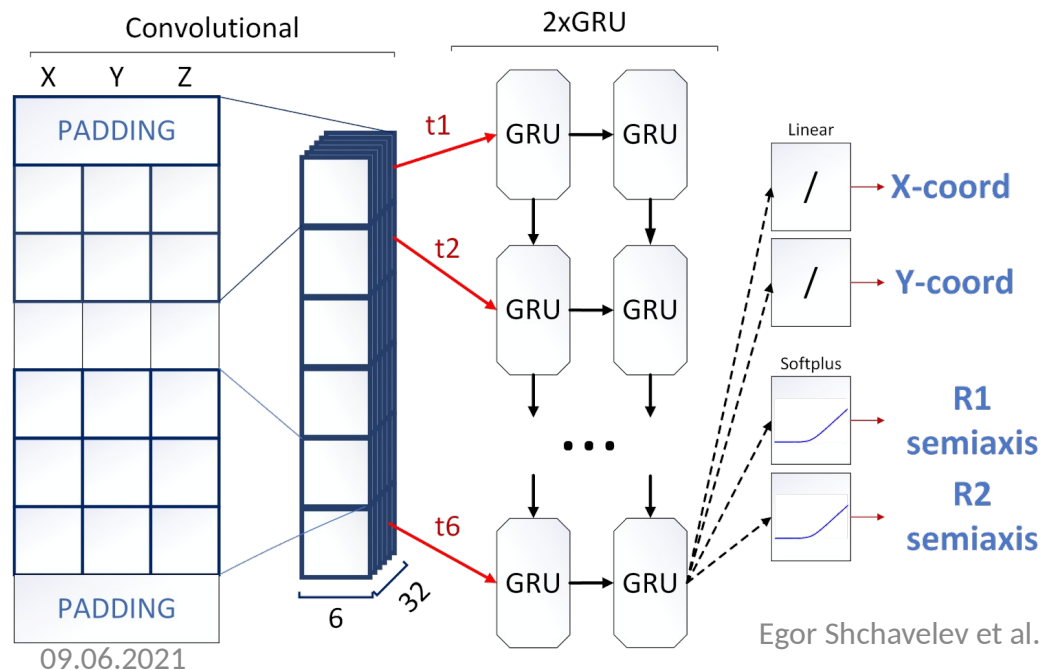 Convolutional
2xGRU
X Y Z
PADDING
t1
GRU
GRU
Linear
/
X-coord
t2
GRU
GRU
/
Y-coord
Softplus
R1
semiaxis
...
R2
semiaxis
t6
GRU
GRU
PADDING
6
32
09.06.2021
Egor Shchavelev et al.